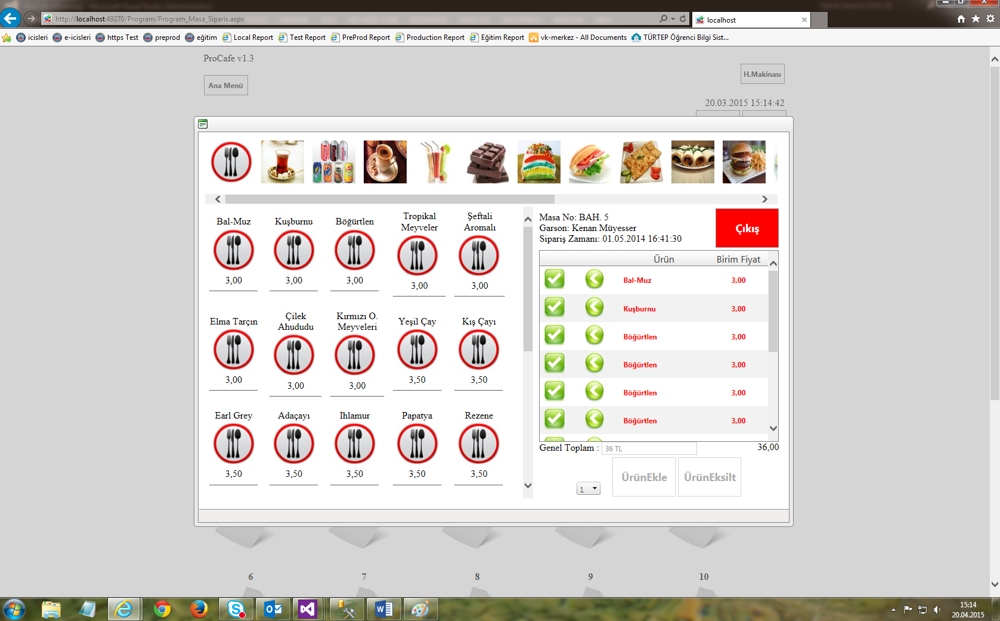 http://localhost:49270/Program/Program_Masa_Siparis.aspx
localhost
icisleri e-icisleri https Test preprod eğitim Local Report Test Report PreProd Report Production Report Eğitim Report vk-merkez - All Documents TÜRTEP Öğrenci Bilgi Sist...
ProCafe v1.3
Ana Menü
H.Makinası
20.03.2015 15:14:42
Bal-Muz Kuşburnu Böğürtlen Tropikal Meyveler Şeftali Aromalı
3,00 3,00 3,00 3,00 3,00
Elma Tarçın Çilek Ahududu Kırmızı O. Meyveleri Yeşil Çay Kış Çayı
3,00 3,00 3,00 3,50 3,50
Earl Grey Adaçayı Ihlamur Papatya Rezene
3,50 3,50 3,50 3,50 3,50
Masa No: BAH. 5
Garson: Kenan Müyesser
Sipariş Zamanı: 01.05.2014 16:41:30
Çıkış
Ürün Birim Fiyat
Bal-Muz 3,00
Kuşburnu 3,00
Böğürtlen 3,00
Böğürtlen 3,00
Böğürtlen 3,00
Böğürtlen 3,00
Genel Toplam : 36 TL 36,00
1 ÜrünEkle ÜrünEksilt
6 7 8 9 10
15:14
20.04.2015